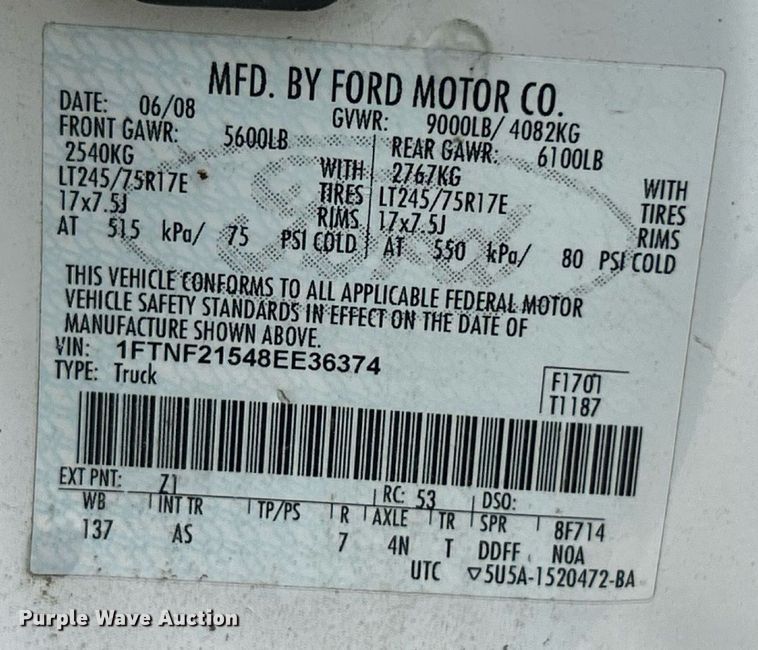 MFD. BY FORD MOTOR CO.
DATE: 06/08 GVWR: 9000LB/ 4082KG
FRONT GAWR: 5600LB REAR GAWR: 6100LB
2540KG WITH 2767KG WITH
LT245/75R17E TIRES LT245/75R17E TIRES
17x7.5J RIMS 17x7.5J RIMS
AT 515 kPa/ 75 PSI COLD AT 550 kPa/ 80 PSI COLD
THIS VEHICLE CONFORMS TO ALL APPLICABLE FEDERAL MOTOR
VEHICLE SAFETY STANDARDS IN EFFECT ON THE DATE OF
MANUFACTURE SHOWN ABOVE.
VIN: 1FTNF21548EE36374
TYPE: Truck F1701
T1187
EXT PNT: Z1 RC: 53 DSO:
WB INT TR TP/PS R AXLE TR SPR 8F714
137 AS 7 4N T DDFF NOA
UTC ▽5U5A-1520472-BA
Purple Wave Auction